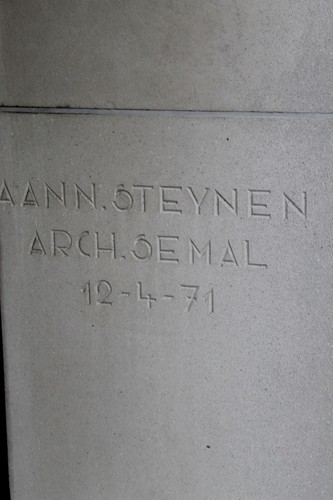 AANN. STEYNEN
ARCH. SEMAL
12-4-71